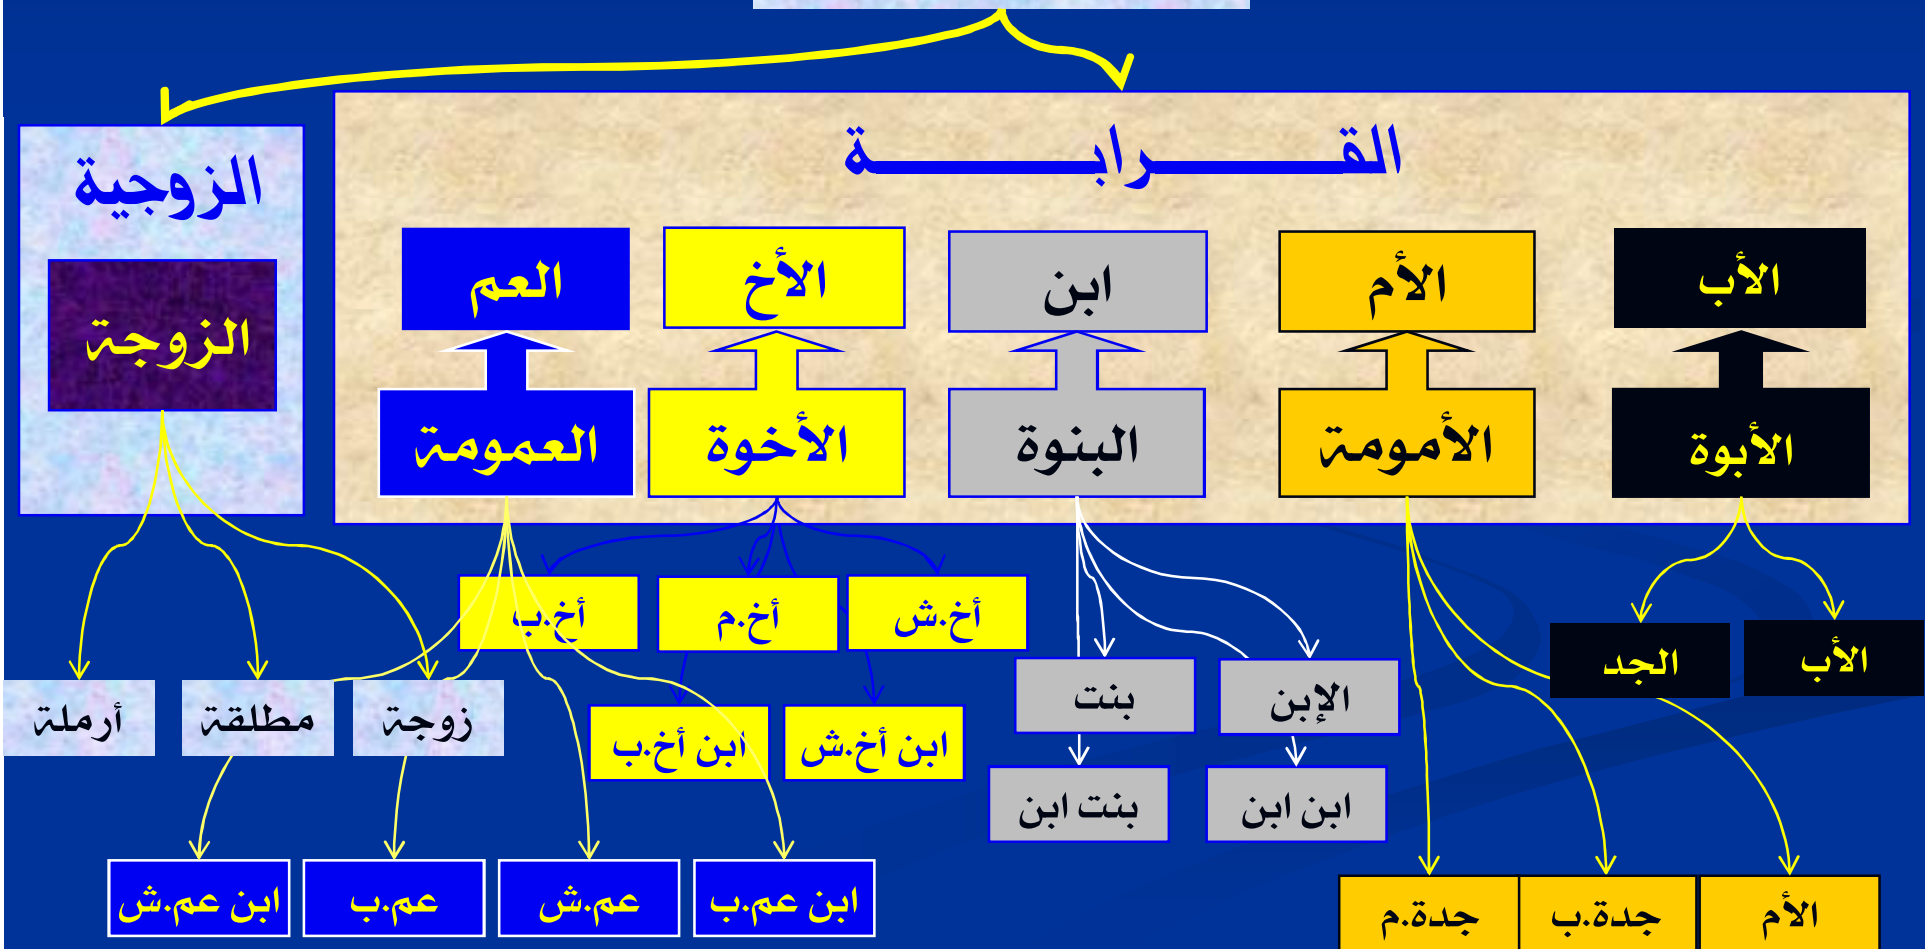 القرابة
الزوجية
الأب
الأم
ابن
الأخ
العم
الزوجة
الأبوة
الأمومة
البنوة
الأخوة
العمومة
أخ.ش
أخ.م
أخ.ب
الأب
الجد
الإبن
بنت
زوجة
مطلقة
أرملة
ابن أخ.ش
ابن أخ.ب
ابن ابن
بنت ابن
ابن عم.ب
عم.ش
عم.ب
ابن عم.ش
الأم
جدة.ب
جدة.م